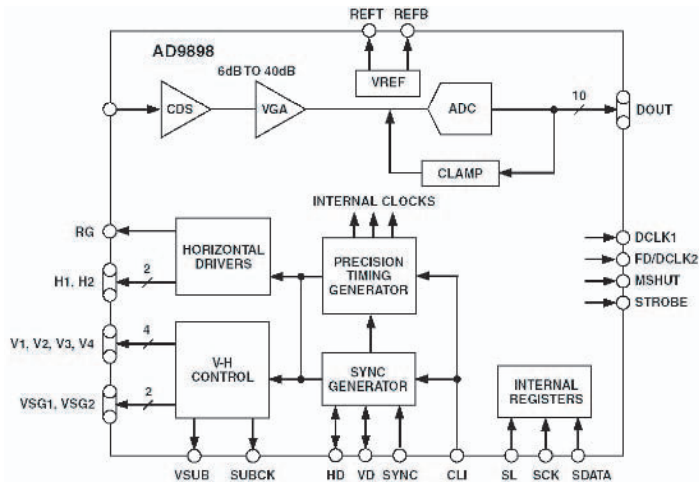 REFT REFB
AD9898
6dB TO 40dB
VREF
CDS
VGA
ADC
10
DOUT
CLAMP
INTERNAL CLOCKS
RG
HORIZONTAL
DRIVERS
PRECISION
TIMING
GENERATOR
DCLK1
FD/DCLK2
MSHUT
STROBE
H1, H2
2
V1, V2, V3, V4
4
V-H
CONTROL
SYNC
GENERATOR
INTERNAL
REGISTERS
VSG1, VSG2
2
VSUB SUBCK HD VD SYNC CLI SL SCK SDATA